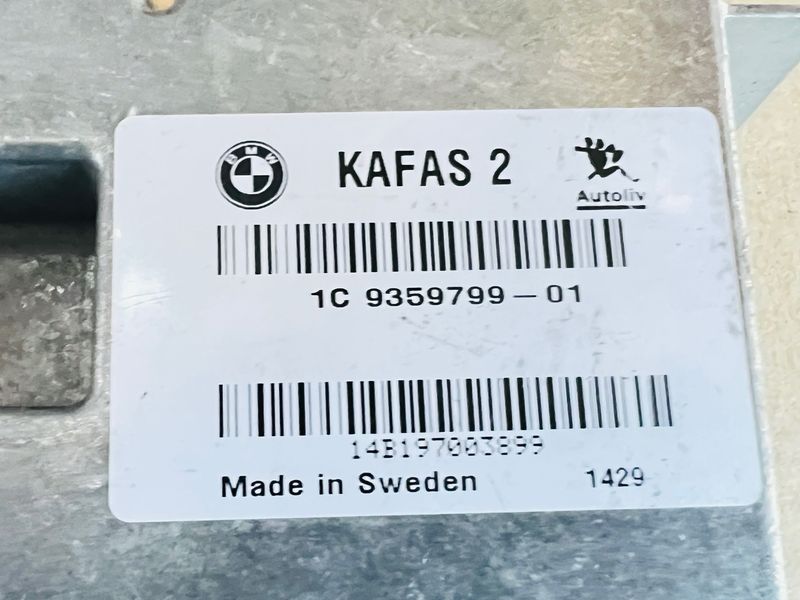 BMW
KAFAS 2
Autoliv
1C 9359799-01
14B197003899
Made in Sweden 1429